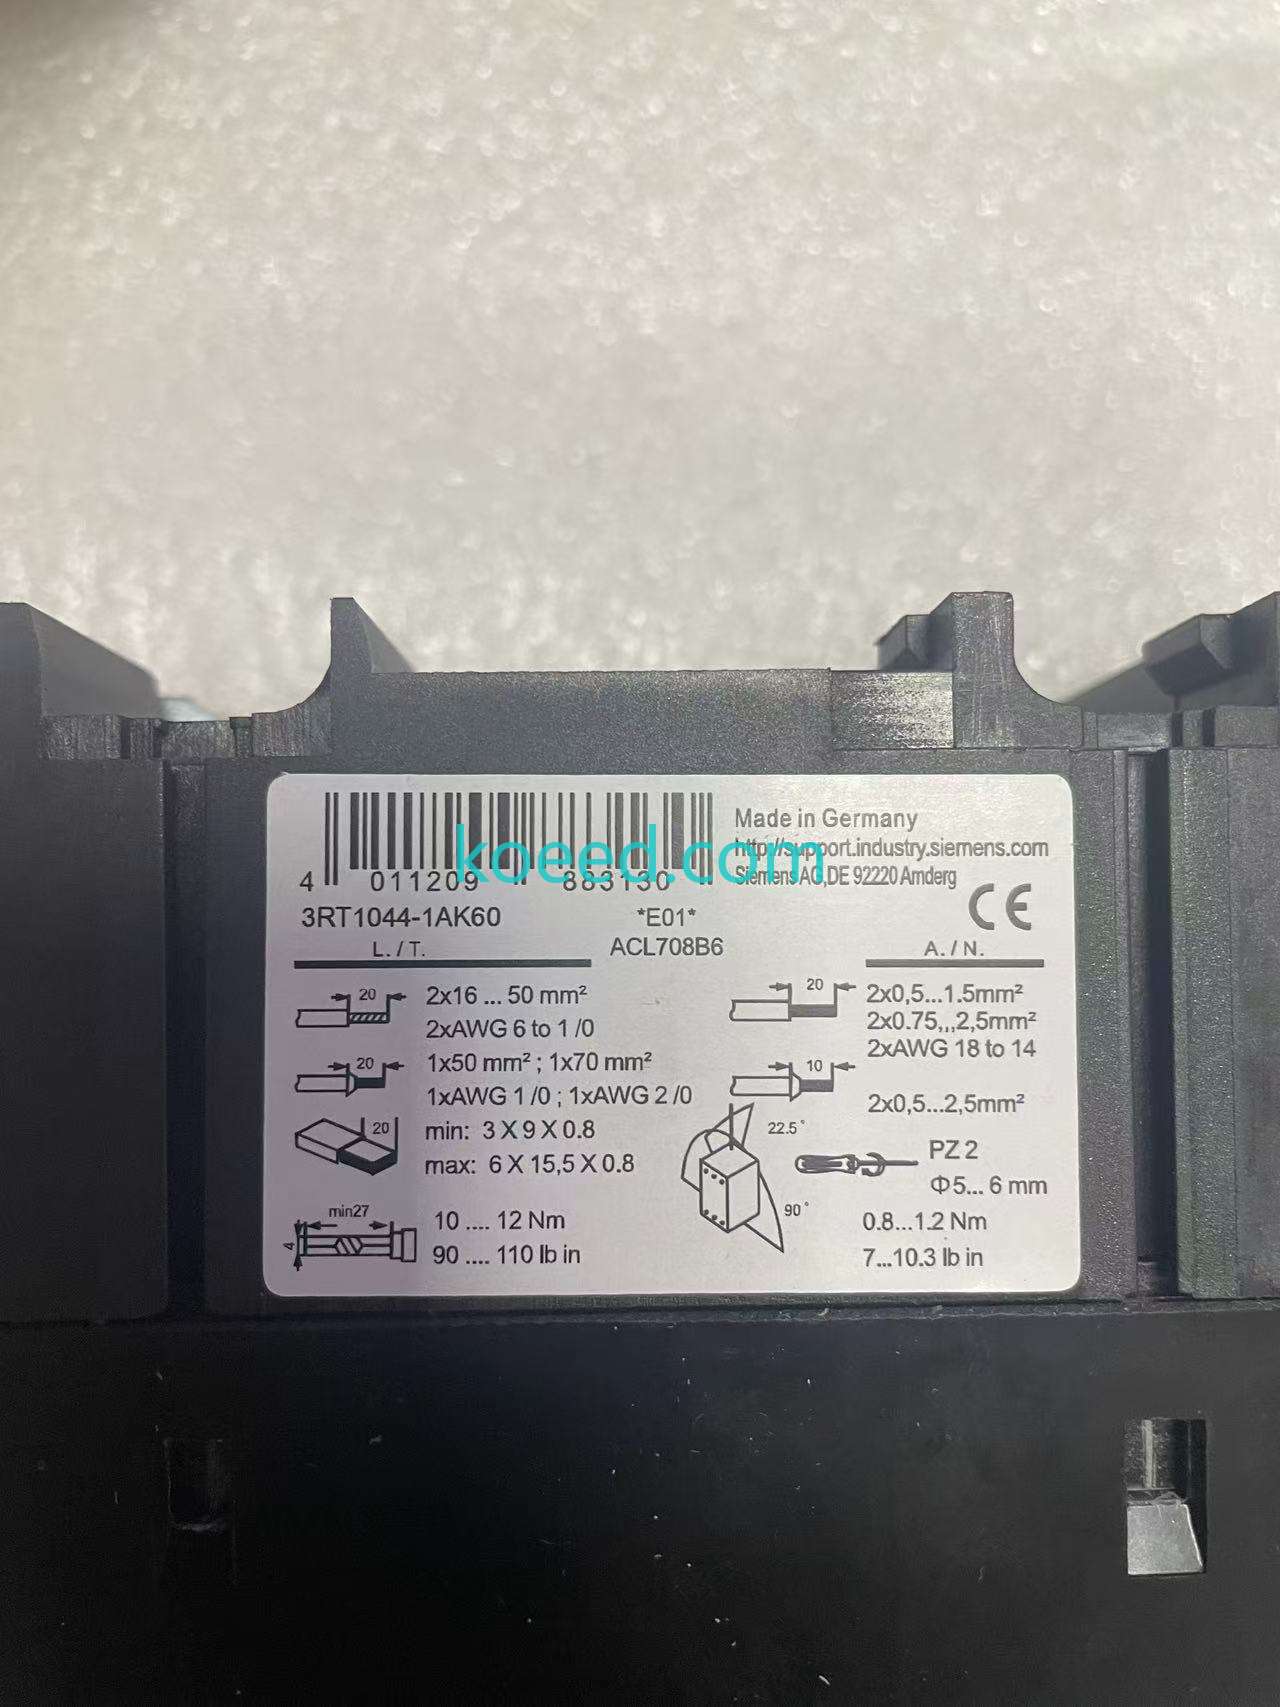 Made in Germany
http://support.industry.siemens.com
Siemens AG,DE 92220 Amderg
koeed.com
4 011209 883130
CE
3RT1044-1AK60
*E01*
ACL708B6
L. / T.
A. / N.
20
2x16 ... 50 mm²
2xAWG 6 to 1 /0
20
1x50 mm² ; 1x70 mm²
1xAWG 1 /0 ; 1xAWG 2 /0
20
min: 3 X 9 X 0.8
max: 6 X 15,5 X 0.8
min27
4
10 .... 12 Nm
90 .... 110 lb in
20
2x0,5...1.5mm²
2x0.75,,,2,5mm²
2xAWG 18 to 14
10
2x0,5...2,5mm²
22.5°
90°
PZ 2
Φ5... 6 mm
0.8...1.2 Nm
7...10.3 lb in